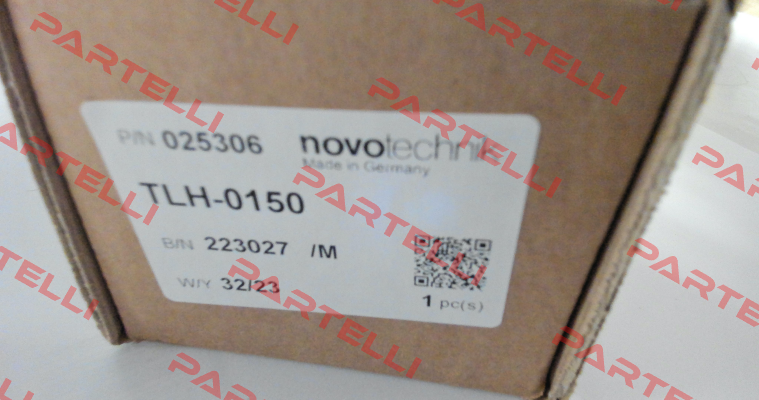 P/N 025306 novotechnik
Made in Germany
TLH-0150
B/N 223027 /M
W/Y 32/23
1 pc(s)
PARTELLI
PARTELLI
PARTELLI
PARTELLI
PARTELLI
PARTELLI
PARTELLI
PARTELLI
PARTELLI